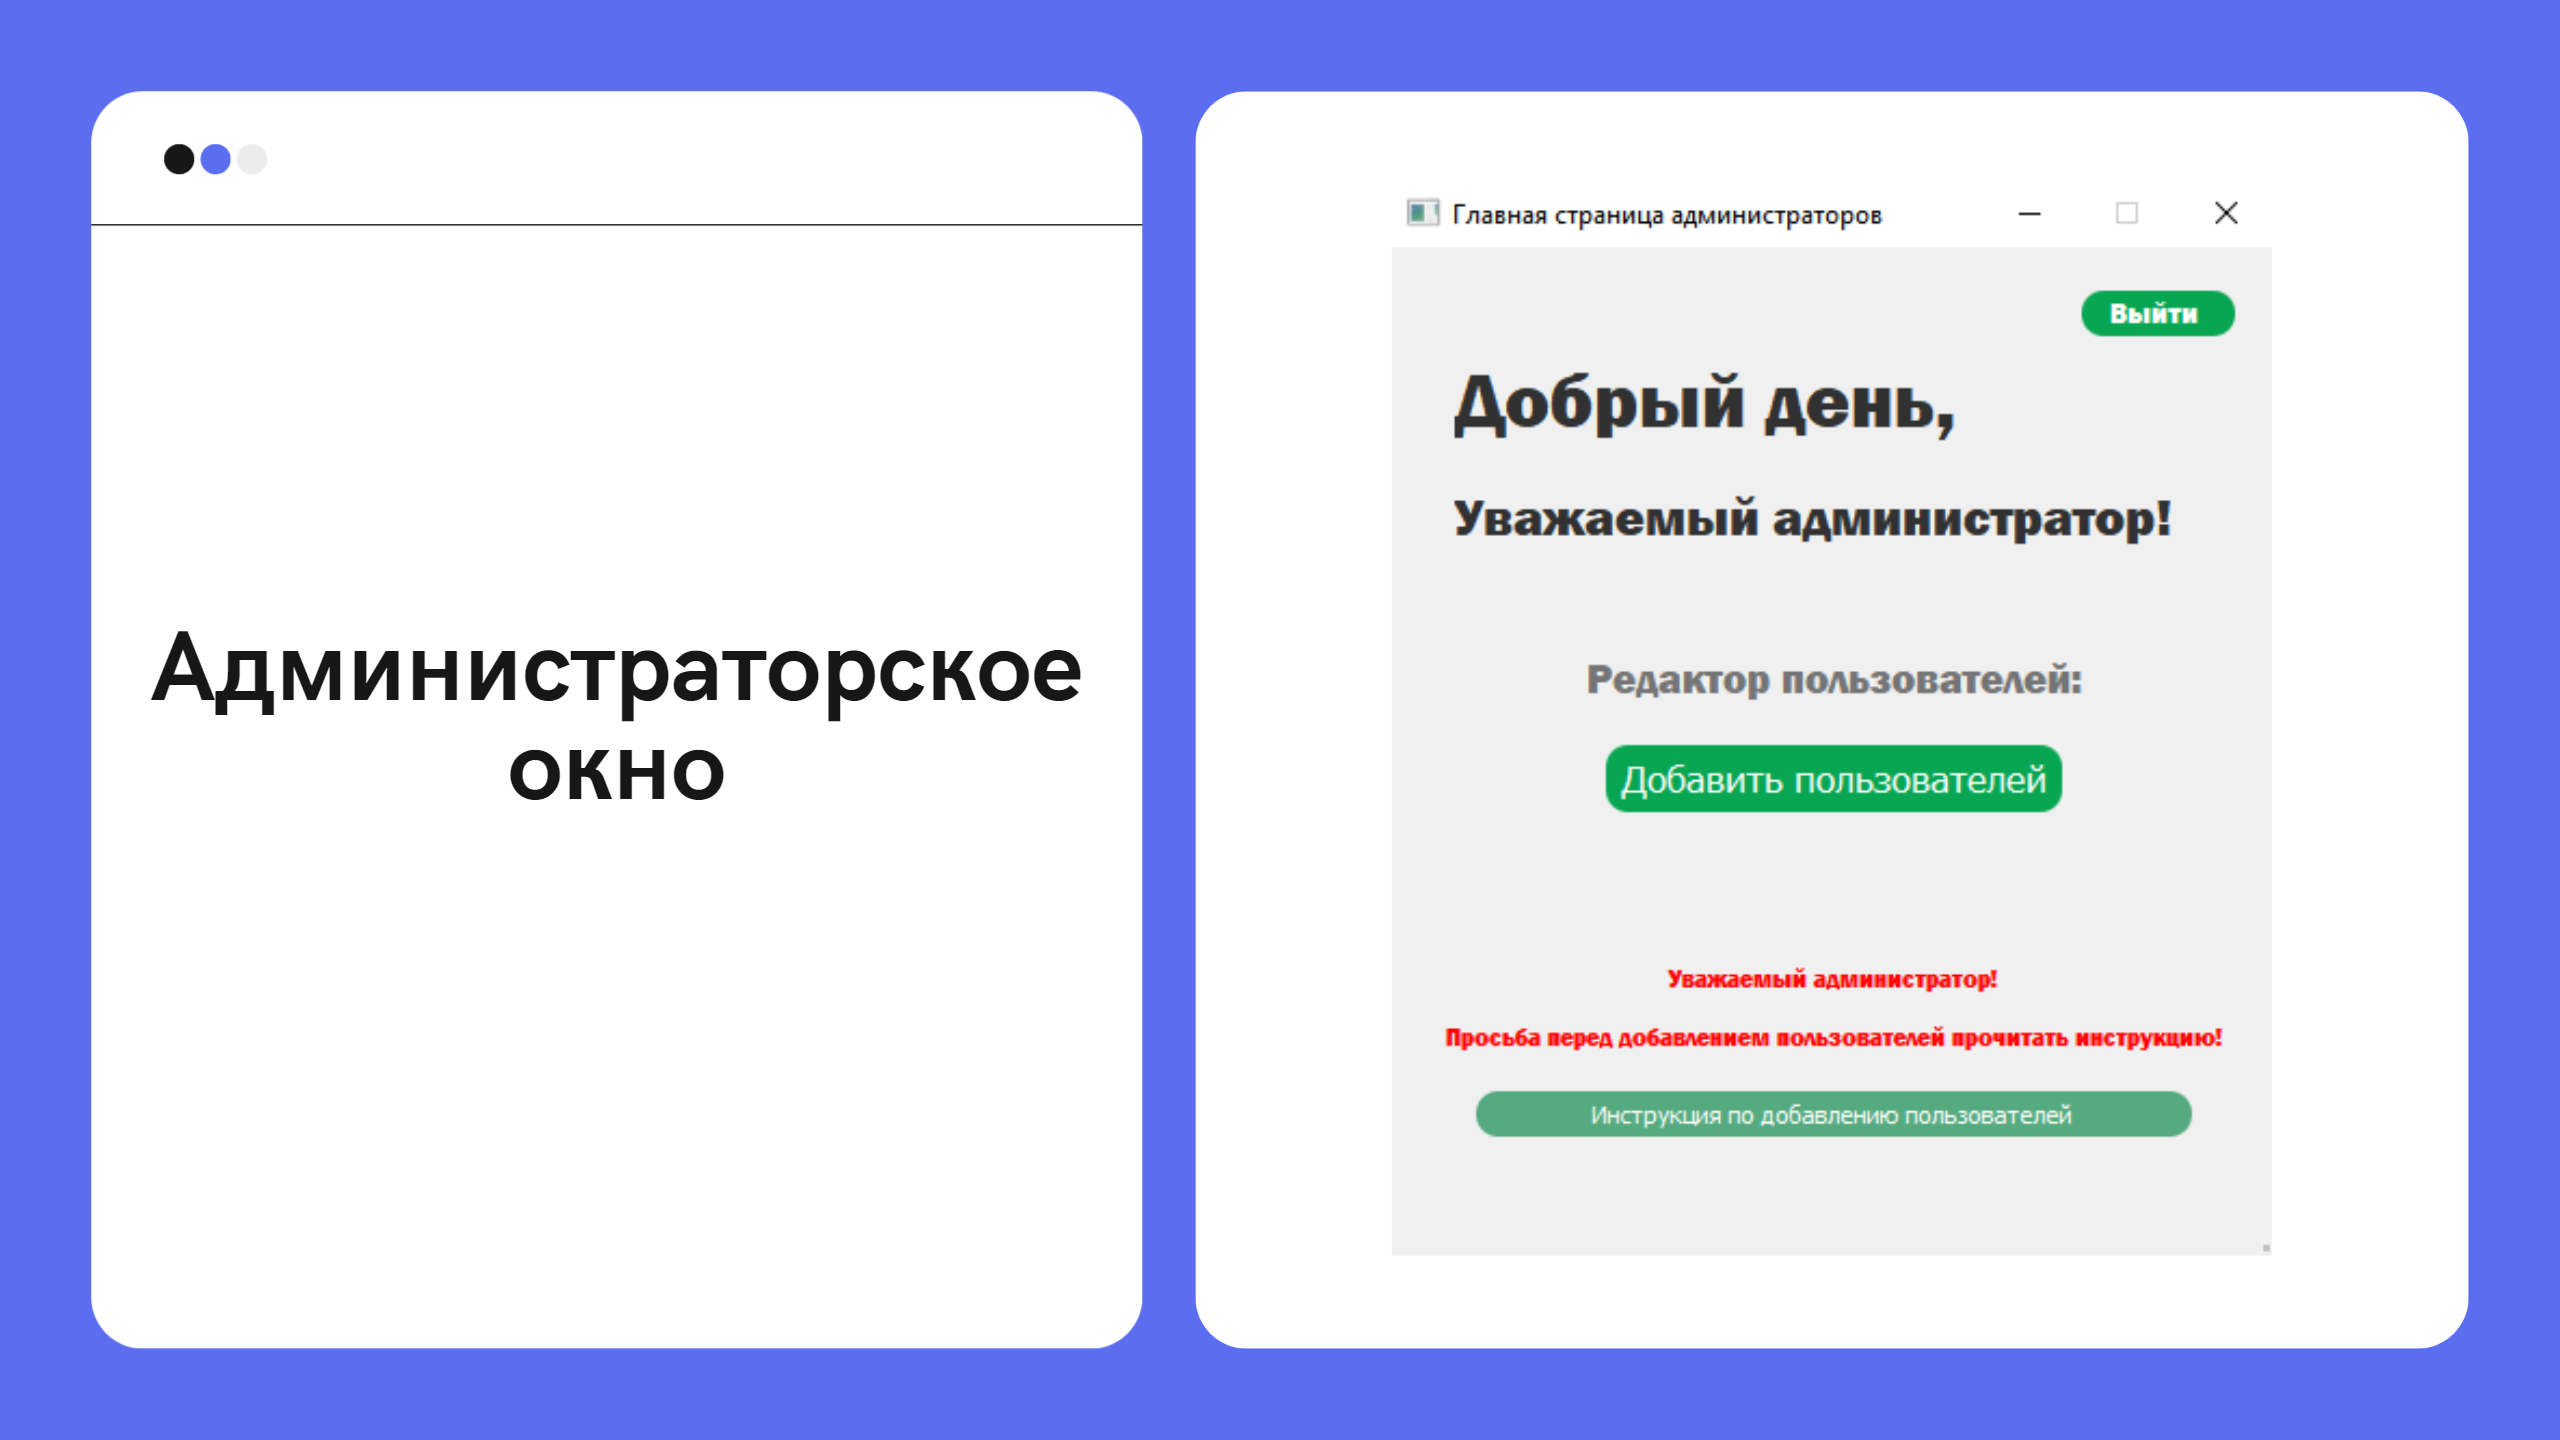 Администраторское
окно
Главная страница администраторов
Выйти
Добрый день,
Уважаемый администратор!
Редактор пользователей:
Добавить пользователей
Уважаемый администратор!
Просьба перед добавлением пользователей прочитать инструкцию!
Инструкция по добавлению пользователей